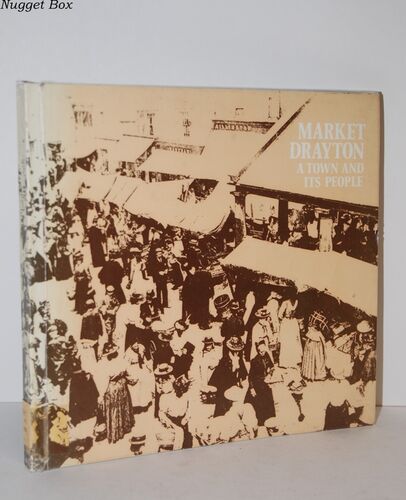 Nugget Box
MARKET
DRAYTON
A TOWN AND
ITS PEOPLE